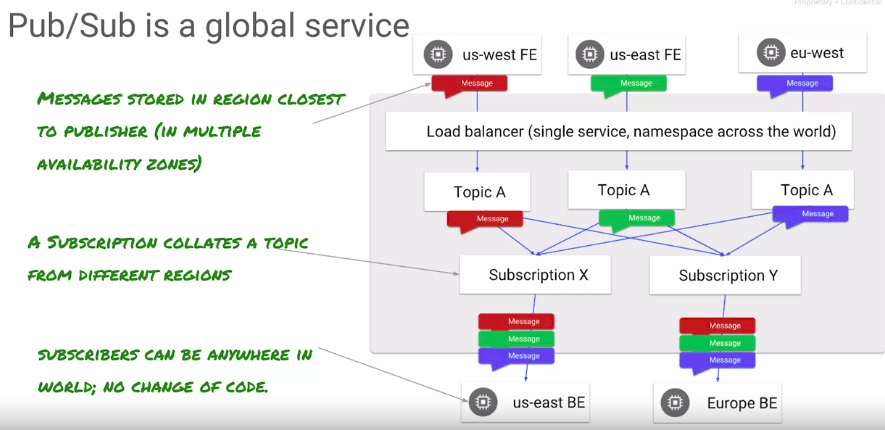 Proprietary + Confidential
Pub/Sub is a global service
us-west FE
us-east FE
eu-west
Message
Message
Message
MESSAGES STORED IN REGION CLOSEST
TO PUBLISHER (IN MULTIPLE
AVAILABILITY ZONES)
Load balancer (single service, namespace across the world)
Topic A
Topic A
Topic A
Message
Message
Message
A SUBSCRIPTION COLLATES A TOPIC
FROM DIFFERENT REGIONS
Subscription X
Subscription Y
Message
Message
Message
Message
Message
Message
SUBSCRIBERS CAN BE ANYWHERE IN
WORLD; NO CHANGE OF CODE.
us-east BE
Europe BE